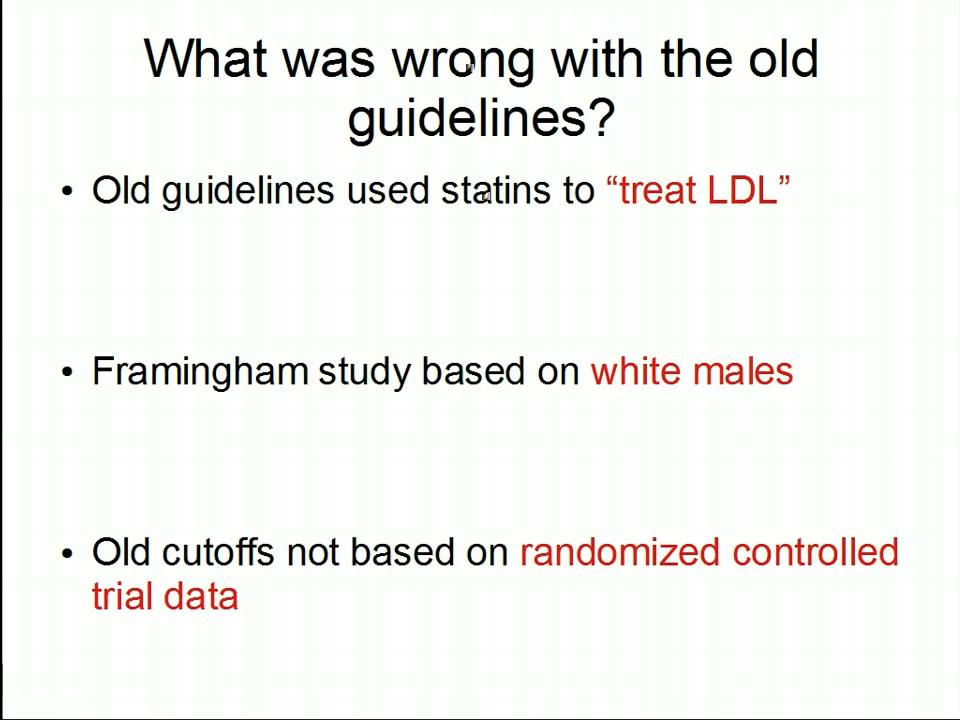 What was wrong with the old
guidelines?
• Old guidelines used statins to “treat LDL”
• Framingham study based on white males
• Old cutoffs not based on randomized controlled
trial data